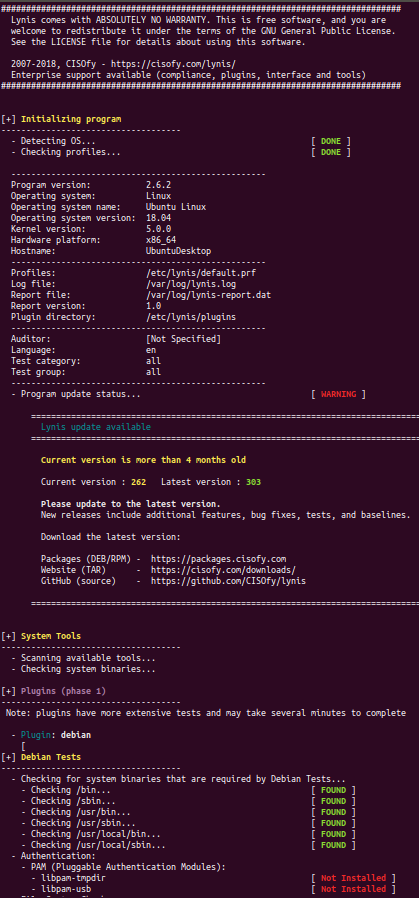 ################################################################################
Lynis comes with ABSOLUTELY NO WARRANTY. This is free software, and you are
welcome to redistribute it under the terms of the GNU General Public License.
See the LICENSE file for details about using this software.
2007-2018, CISOfy - https://cisofy.com/lynis/
Enterprise support available (compliance, plugins, interface and tools)
################################################################################
[+] Initializing program
------------------------------------
- Detecting OS... [ DONE ]
- Checking profiles... [ DONE ]
---------------------------------------------------
Program version: 2.6.2
Operating system: Linux
Operating system name: Ubuntu Linux
Operating system version: 18.04
Kernel version: 5.0.0
Hardware platform: x86_64
Hostname: UbuntuDesktop
---------------------------------------------------
Profiles: /etc/lynis/default.prf
Log file: /var/log/lynis.log
Report file: /var/log/lynis-report.dat
Report version: 1.0
Plugin directory: /etc/lynis/plugins
---------------------------------------------------
Auditor: [Not Specified]
Language: en
Test category: all
Test group: all
---------------------------------------------------
- Program update status... [ WARNING ]
==============================================================================
Lynis update available
==============================================================================
Current version is more than 4 months old
Current version : 262 Latest version : 303
Please update to the latest version.
New releases include additional features, bug fixes, tests, and baselines.
Download the latest version:
Packages (DEB/RPM) - https://packages.cisofy.com
Website (TAR) - https://cisofy.com/downloads/
GitHub (source) - https://github.com/CISOfy/lynis
==============================================================================
[+] System Tools
------------------------------------
- Scanning available tools...
- Checking system binaries...
[+] Plugins (phase 1)
------------------------------------
Note: plugins have more extensive tests and may take several minutes to complete
- Plugin: debian
[
[+] Debian Tests
------------------------------------
- Checking for system binaries that are required by Debian Tests...
- Checking /bin... [ FOUND ]
- Checking /sbin... [ FOUND ]
- Checking /usr/bin... [ FOUND ]
- Checking /usr/sbin... [ FOUND ]
- Checking /usr/local/bin... [ FOUND ]
- Checking /usr/local/sbin... [ FOUND ]
- Authentication:
- PAM (Pluggable Authentication Modules):
- libpam-tmpdir [ Not Installed ]
- libpam-usb [ Not Installed ]